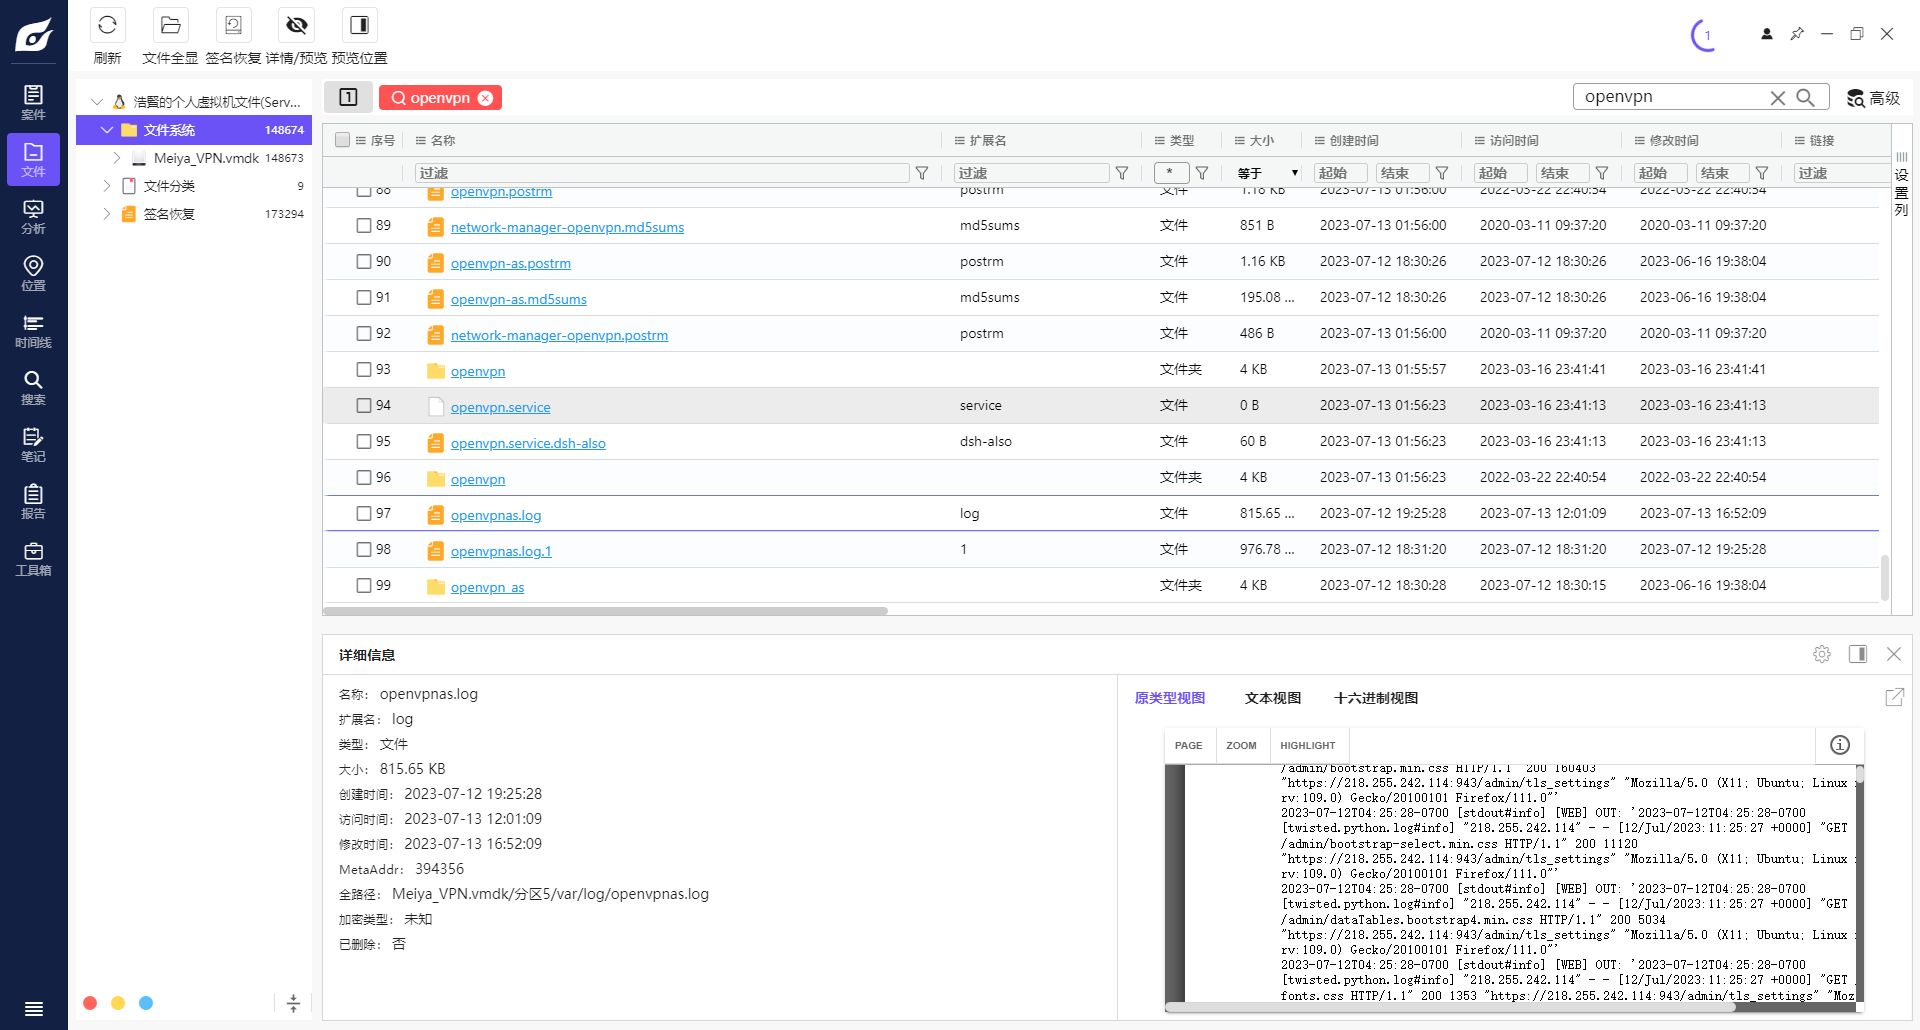 刷新 文件全显 签名恢复 详情/预览 预览位置
1
案件
文件
分析
位置
时间线
搜索
笔记
报告
工具箱
浩賢的个人虚拟机文件(Serv...
文件系统 148674
Meiya_VPN.vmdk 148673
文件分类 9
签名恢复 173294
1 openvpn
openvpn 高级
序号 名称 扩展名 类型 大小 创建时间 访问时间 修改时间 链接
过滤 过滤 * 等于 起始 结束 起始 结束 起始 结束 过滤
设置列
88 openvpn.postrm postrm 文件 1.18 KB 2023-07-13 01:56:00 2022-03-22 22:40:54 2022-03-22 22:40:54
89 network-manager-openvpn.md5sums md5sums 文件 851 B 2023-07-13 01:56:00 2020-03-11 09:37:20 2020-03-11 09:37:20
90 openvpn-as.postrm postrm 文件 1.16 KB 2023-07-12 18:30:26 2023-07-12 18:30:26 2023-06-16 19:38:04
91 openvpn-as.md5sums md5sums 文件 195.08 ... 2023-07-12 18:30:26 2023-07-12 18:30:26 2023-06-16 19:38:04
92 network-manager-openvpn.postrm postrm 文件 486 B 2023-07-13 01:56:00 2020-03-11 09:37:20 2020-03-11 09:37:20
93 openvpn 文件夹 4 KB 2023-07-13 01:55:57 2023-03-16 23:41:41 2023-03-16 23:41:41
94 openvpn.service service 文件 0 B 2023-07-13 01:56:23 2023-03-16 23:41:13 2023-03-16 23:41:13
95 openvpn.service.dsh-also dsh-also 文件 60 B 2023-07-13 01:56:23 2023-03-16 23:41:13 2023-03-16 23:41:13
96 openvpn 文件夹 4 KB 2023-07-13 01:56:23 2022-03-22 22:40:54 2022-03-22 22:40:54
97 openvpnas.log log 文件 815.65 ... 2023-07-12 19:25:28 2023-07-13 12:01:09 2023-07-13 16:52:09
98 openvpnas.log.1 1 文件 976.78 ... 2023-07-12 18:31:20 2023-07-12 18:31:20 2023-07-12 19:25:28
99 openvpn_as 文件夹 4 KB 2023-07-12 18:30:28 2023-07-12 18:30:15 2023-06-16 19:38:04
详细信息
名称: openvpnas.log
扩展名: log
类型: 文件
大小: 815.65 KB
创建时间: 2023-07-12 19:25:28
访问时间: 2023-07-13 12:01:09
修改时间: 2023-07-13 16:52:09
MetaAddr: 394356
全路径: Meiya_VPN.vmdk/分区5/var/log/openvpnas.log
加密类型: 未知
已删除: 否
原类型视图 文本视图 十六进制视图
PAGE ZOOM HIGHLIGHT
/admin/bootstrap.min.css HTTP/1.1" 200 160403
"https://218.255.242.114:943/admin/tls_settings" "Mozilla/5.0 (X11; Ubuntu; Linux
rv:109.0) Gecko/20100101 Firefox/111.0"'
2023-07-12T04:25:28-0700 [stdout#info] [WEB] OUT: '2023-07-12T04:25:28-0700
[twisted.python.log#info] "218.255.242.114" - - [12/Jul/2023:11:25:27 +0000] "GET
/admin/bootstrap-select.min.css HTTP/1.1" 200 11120
"https://218.255.242.114:943/admin/tls_settings" "Mozilla/5.0 (X11; Ubuntu; Linux
rv:109.0) Gecko/20100101 Firefox/111.0"'
2023-07-12T04:25:28-0700 [stdout#info] [WEB] OUT: '2023-07-12T04:25:28-0700
[twisted.python.log#info] "218.255.242.114" - - [12/Jul/2023:11:25:27 +0000] "GET
/admin/dataTables.bootstrap4.min.css HTTP/1.1" 200 5034
"https://218.255.242.114:943/admin/tls_settings" "Mozilla/5.0 (X11; Ubuntu; Linux
rv:109.0) Gecko/20100101 Firefox/111.0"'
2023-07-12T04:25:28-0700 [stdout#info] [WEB] OUT: '2023-07-12T04:25:28-0700
[twisted.python.log#info] "218.255.242.114" - - [12/Jul/2023:11:25:27 +0000] "GET
fonts.css HTTP/1.1" 200 1353 "https://218.255.242.114:943/admin/tls_settings" "Moz